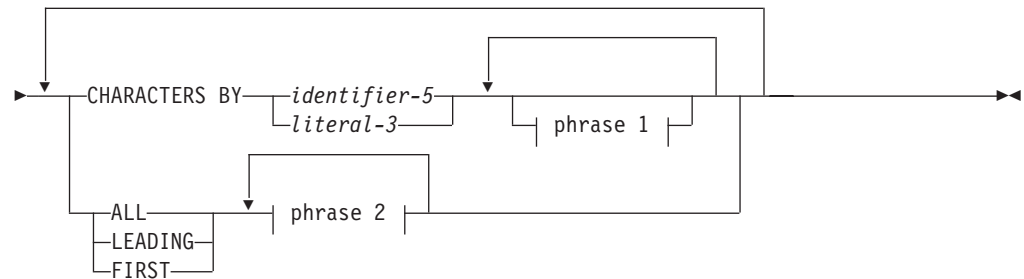 CHARACTERS BY identifier-5
literal-3
phrase 1
ALL phrase 2
LEADING
FIRST